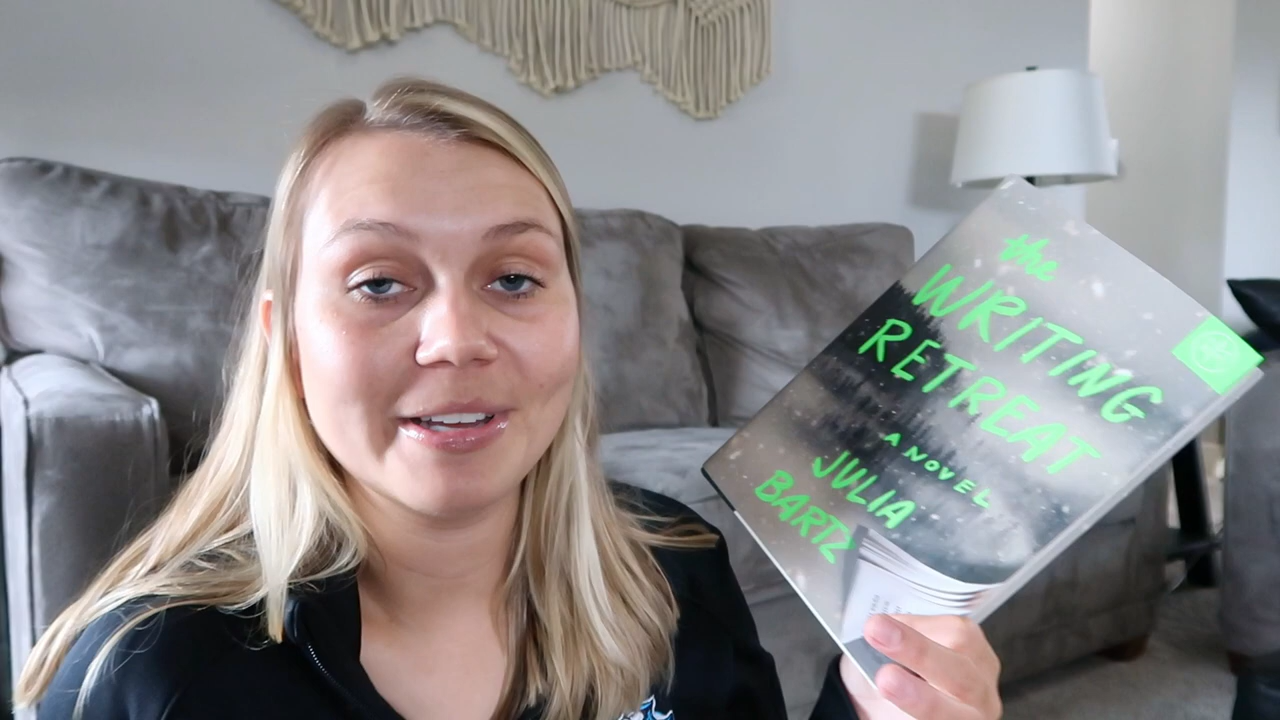 the
WRITING
RETREAT
A NOVEL
JULIA
BARTZ